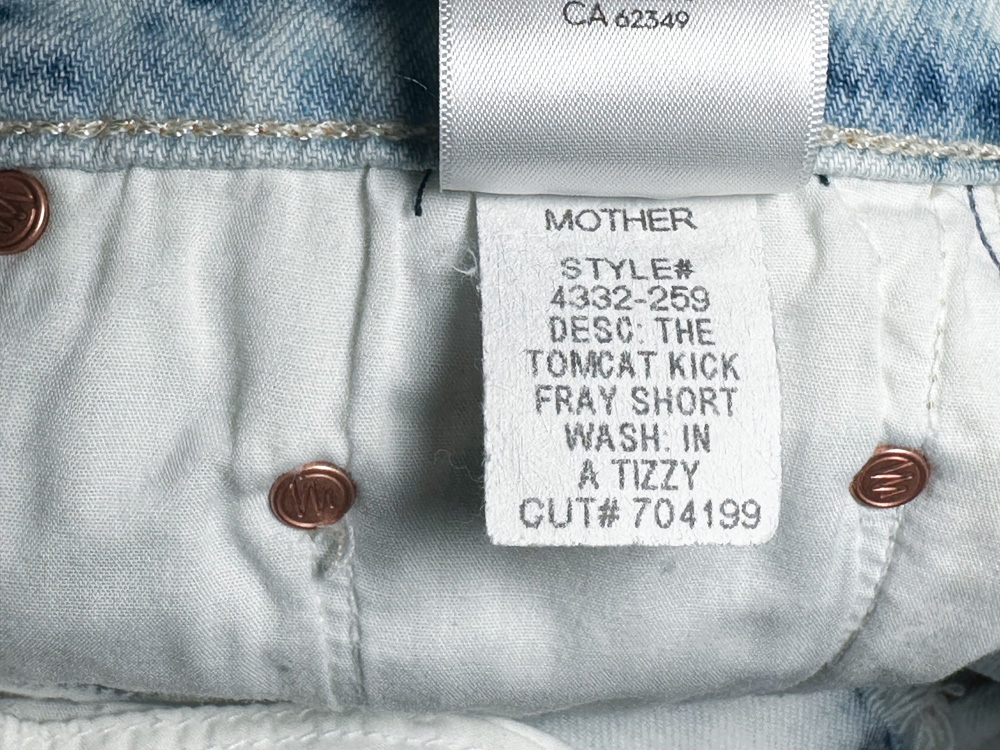 CA 62349
MOTHER
STYLE#
4332-259
DESC: THE
TOMCAT KICK
FRAY SHORT
WASH: IN
A TIZZY
CUT# 704199